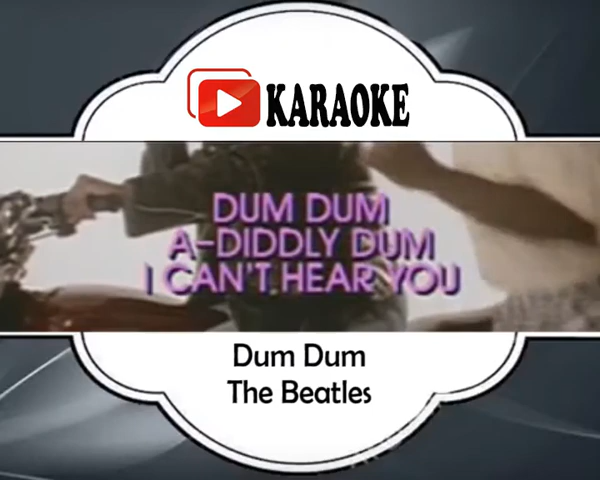 KARAOKE
DUM DUM
A-DIDDLY DUM
I CAN'T HEAR YOU
Dum Dum
The Beatles